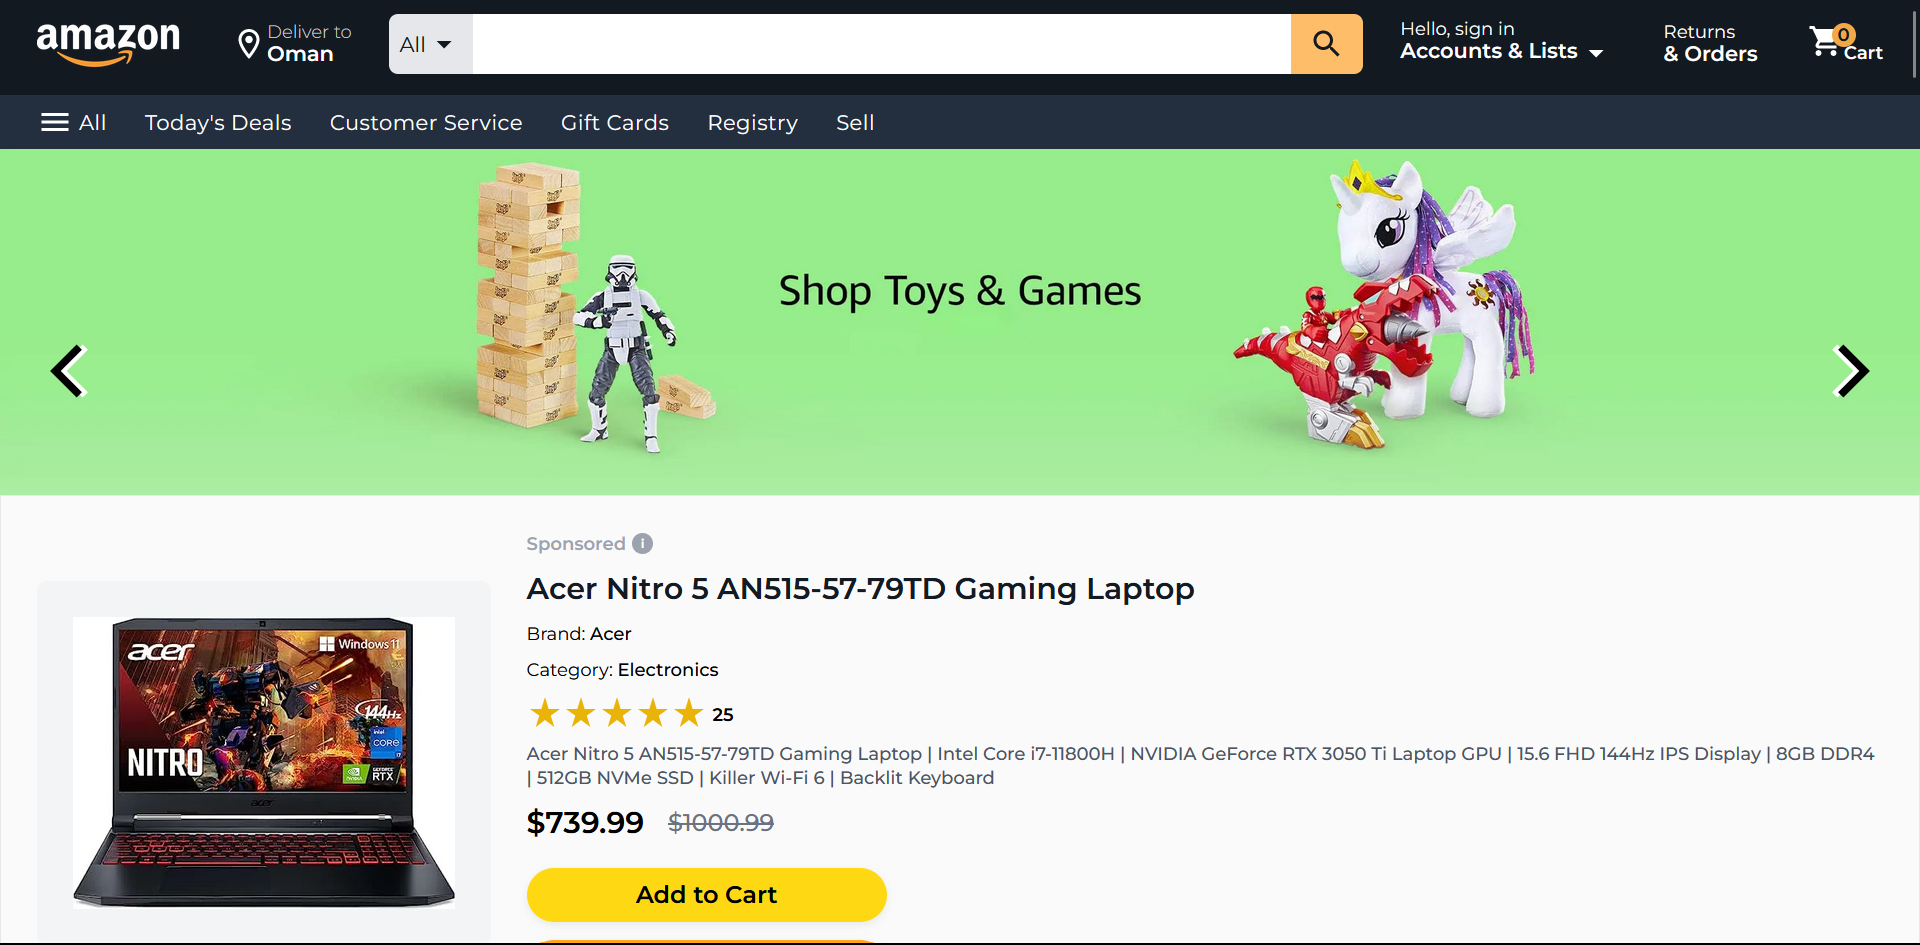 amazon
Deliver to
Oman
All
Hello, sign in
Accounts & Lists
Returns
& Orders
0
Cart
All
Today's Deals
Customer Service
Gift Cards
Registry
Sell
Shop Toys & Games
Sponsored
Acer Nitro 5 AN515-57-79TD Gaming Laptop
Brand: Acer
Category: Electronics
25
Acer Nitro 5 AN515-57-79TD Gaming Laptop | Intel Core i7-11800H | NVIDIA GeForce RTX 3050 Ti Laptop GPU | 15.6 FHD 144Hz IPS Display | 8GB DDR4
| 512GB NVMe SSD | Killer Wi-Fi 6 | Backlit Keyboard
$739.99 $1000.99
Add to Cart
acer
Windows 11
144Hz
intel
CORE
i7
NITRO
NVIDIA
GEFORCE
RTX
acer